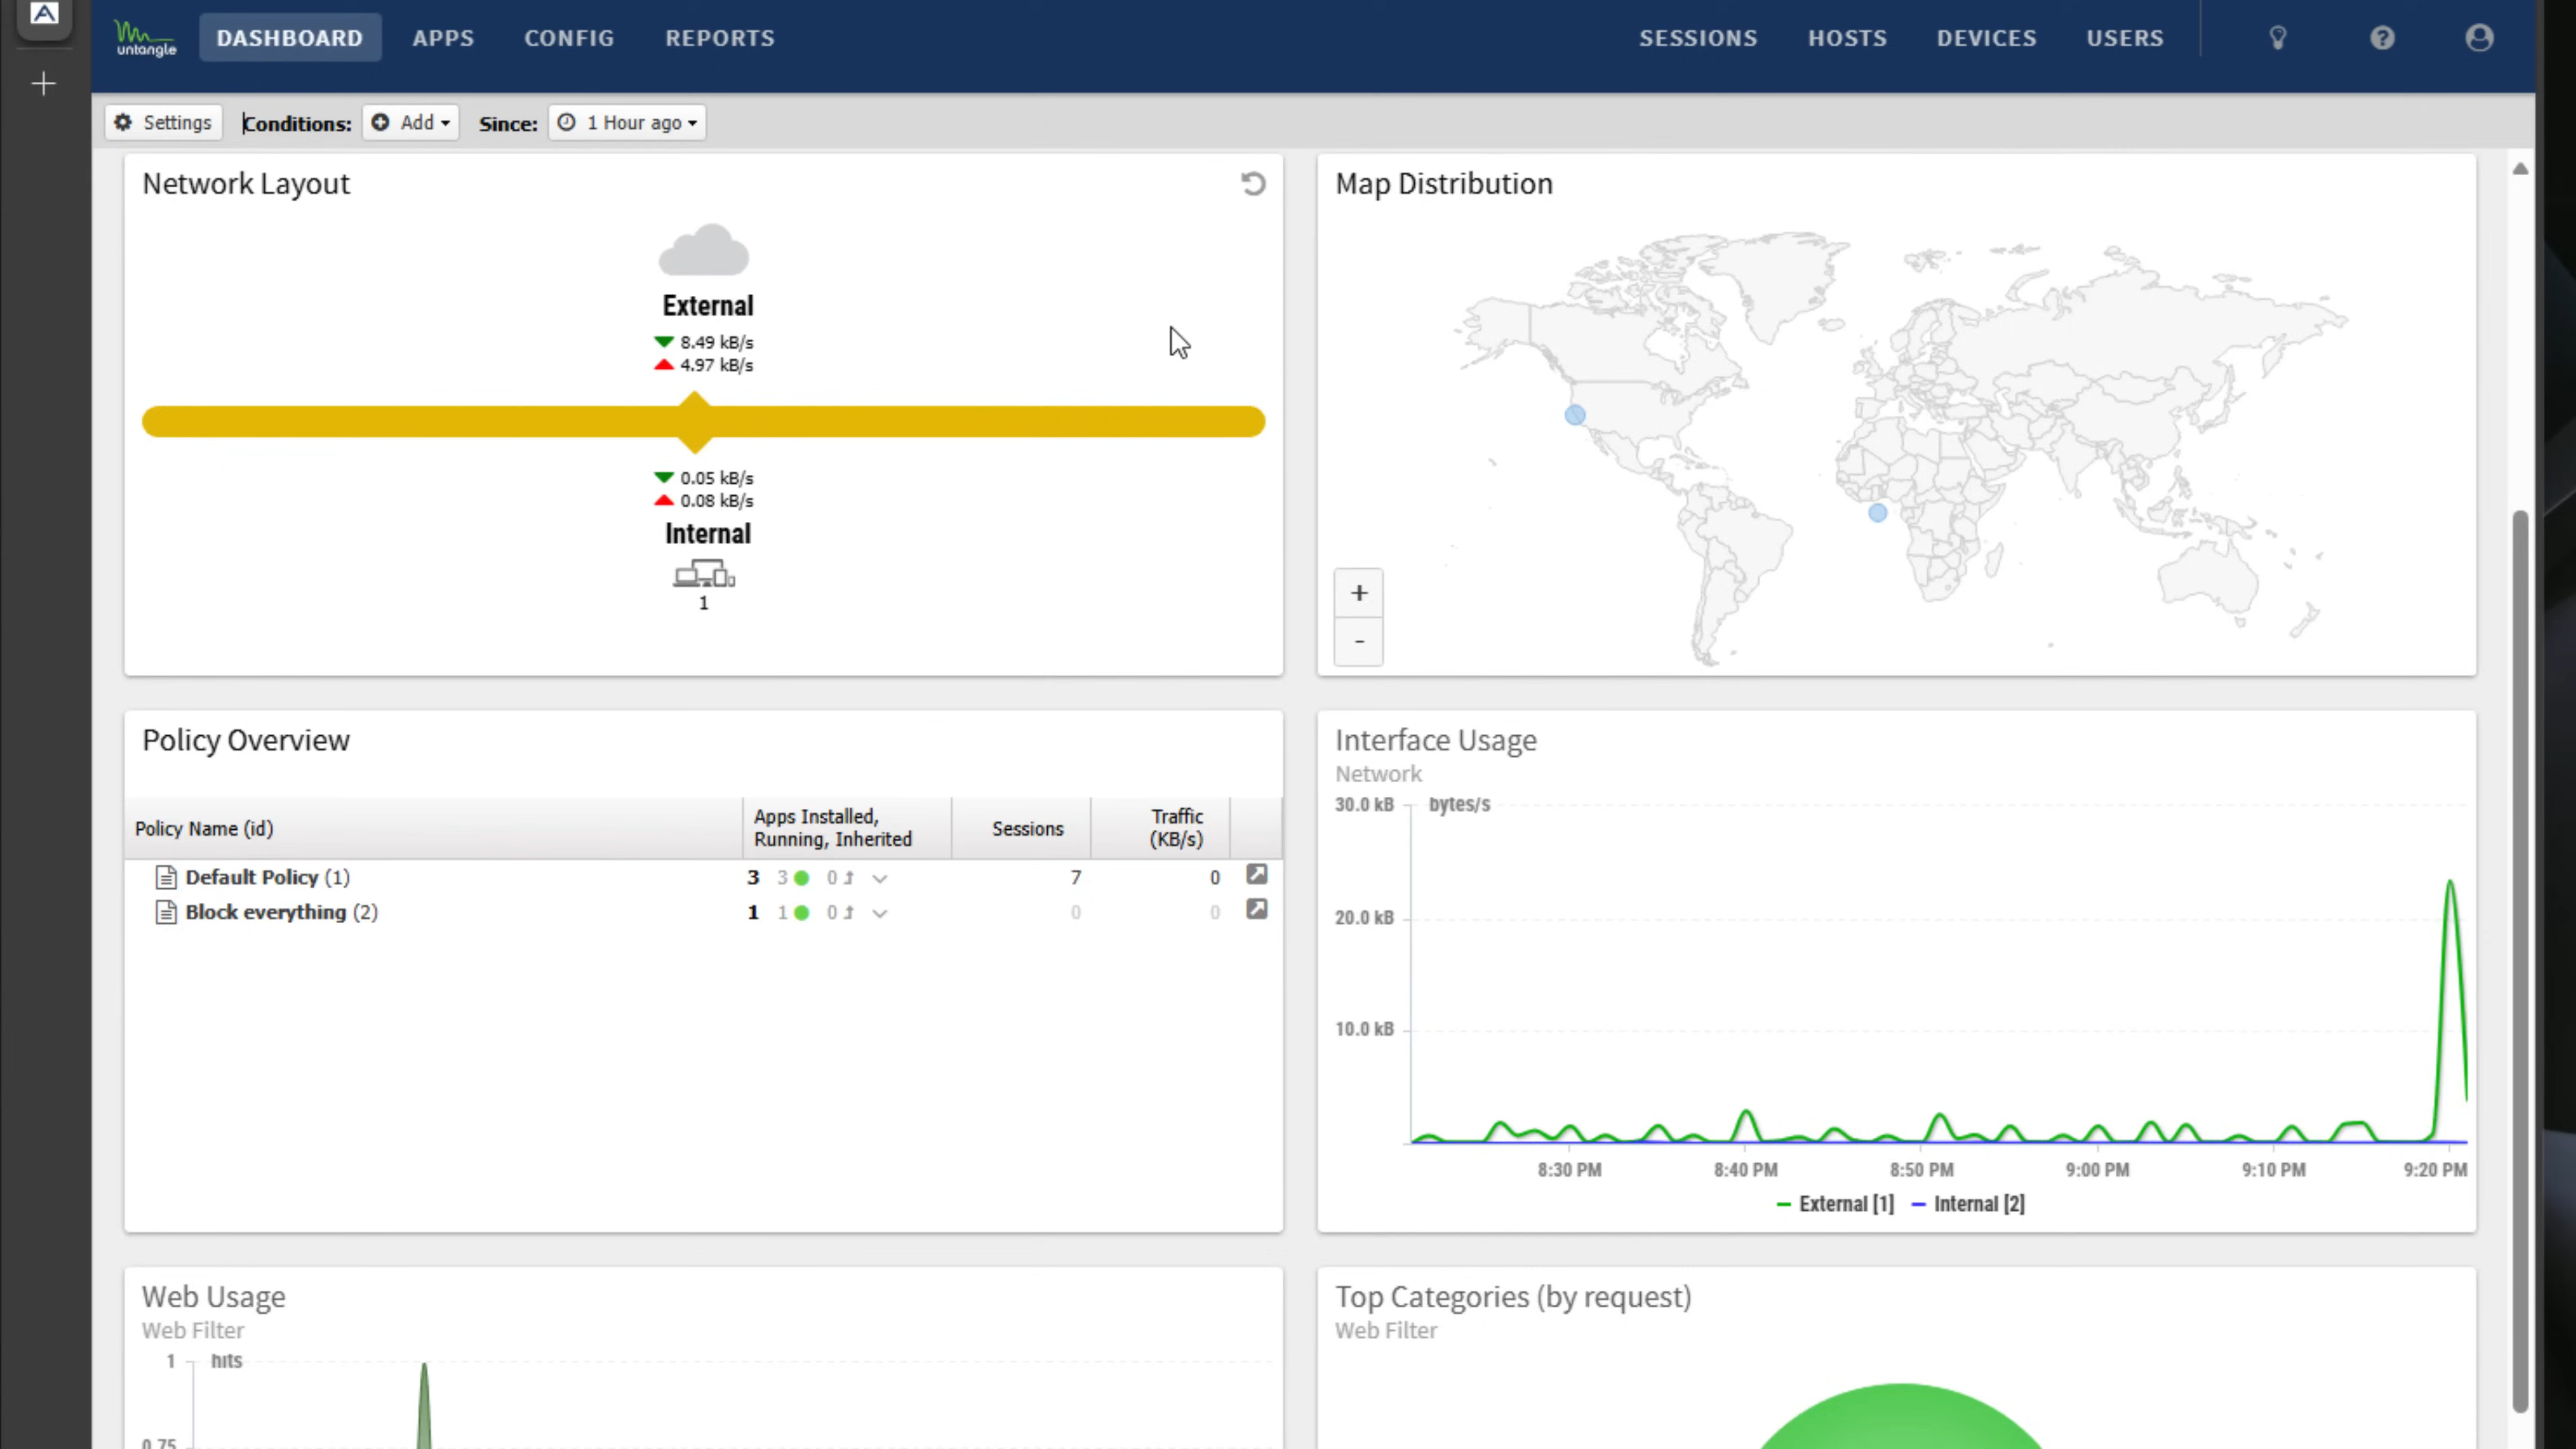 untangle
DASHBOARD APPS CONFIG REPORTS SESSIONS HOSTS DEVICES USERS
Settings Conditions: Add Since: 1 Hour ago
Network Layout
External
8.49 kB/s
4.97 kB/s
0.05 kB/s
0.08 kB/s
Internal
1
Map Distribution
+
-
Policy Overview
Policy Name (id) Apps Installed, Running, Inherited Sessions Traffic (KB/s)
Default Policy (1) 3 3 0 7 0
Block everything (2) 1 1 0 0 0
Interface Usage
Network
30.0 kB bytes/s
20.0 kB
10.0 kB
8:30 PM 8:40 PM 8:50 PM 9:00 PM 9:10 PM 9:20 PM
External [1] Internal [2]
Web Usage
Web Filter
1 hits
0.75
Top Categories (by request)
Web Filter